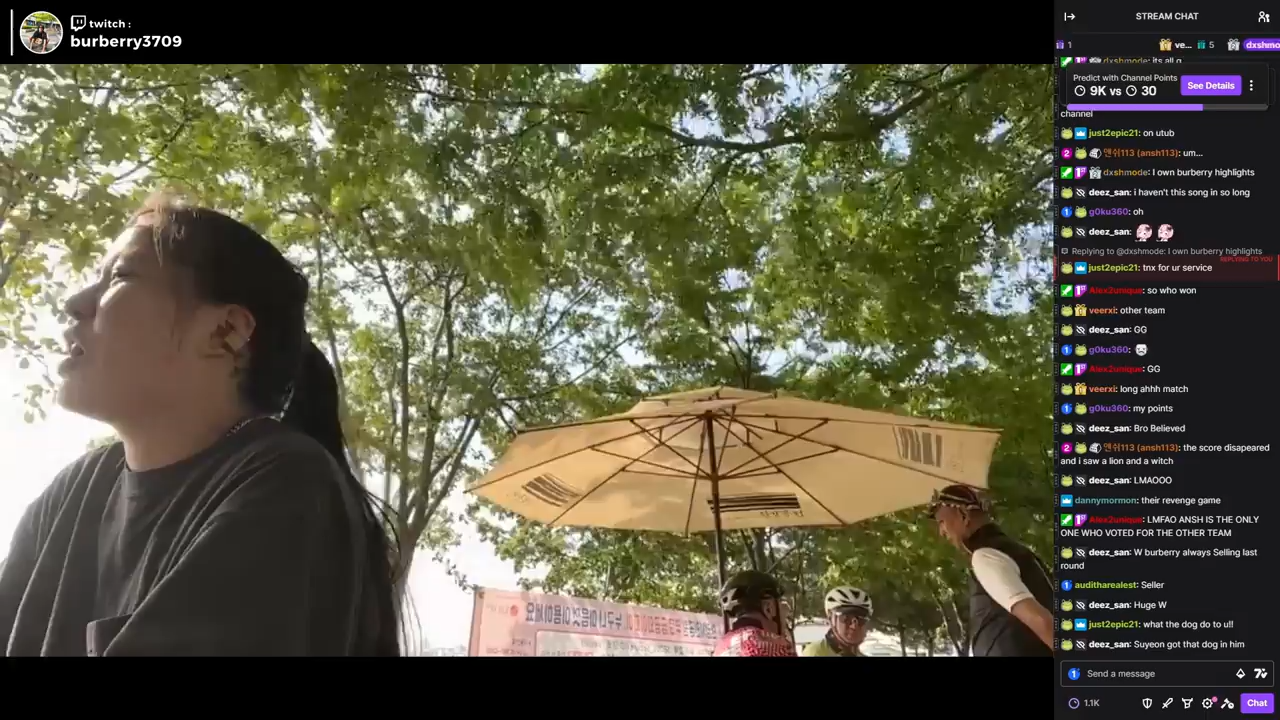 twitch :
burberry3709
STREAM CHAT
1
ve... 5
dxshmo
dxshmode: its all g
Predict with Channel Points
9K vs 30
See Details
channel
just2epic21: on utub
2 맨쉬113 (ansh113): um...
dxshmode: I own burberry highlights
deez_san: i haven't this song in so long
1 g0ku360: oh
deez_san:
Replying to @dxshmode: I own burberry highlights
REPLYING TO YOU
just2epic21: tnx for ur service
Alex2unique: so who won
veerxi: other team
deez_san: GG
1 g0ku360:
Alex2unique: GG
veerxi: long ahhh match
1 g0ku360: my points
deez_san: Bro Believed
2 맨쉬113 (ansh113): the score disapeared
and i saw a lion and a witch
deez_san: LMAOOO
dannymormon: their revenge game
Alex2unique: LMFAO ANSH IS THE ONLY
ONE WHO VOTED FOR THE OTHER TEAM
deez_san: W burberry always Selling last
round
1 auditharealest: Seller
deez_san: Huge W
just2epic21: what the dog do to u!!
deez_san: Suyeon got that dog in him
1 Send a message
1.1K
Chat